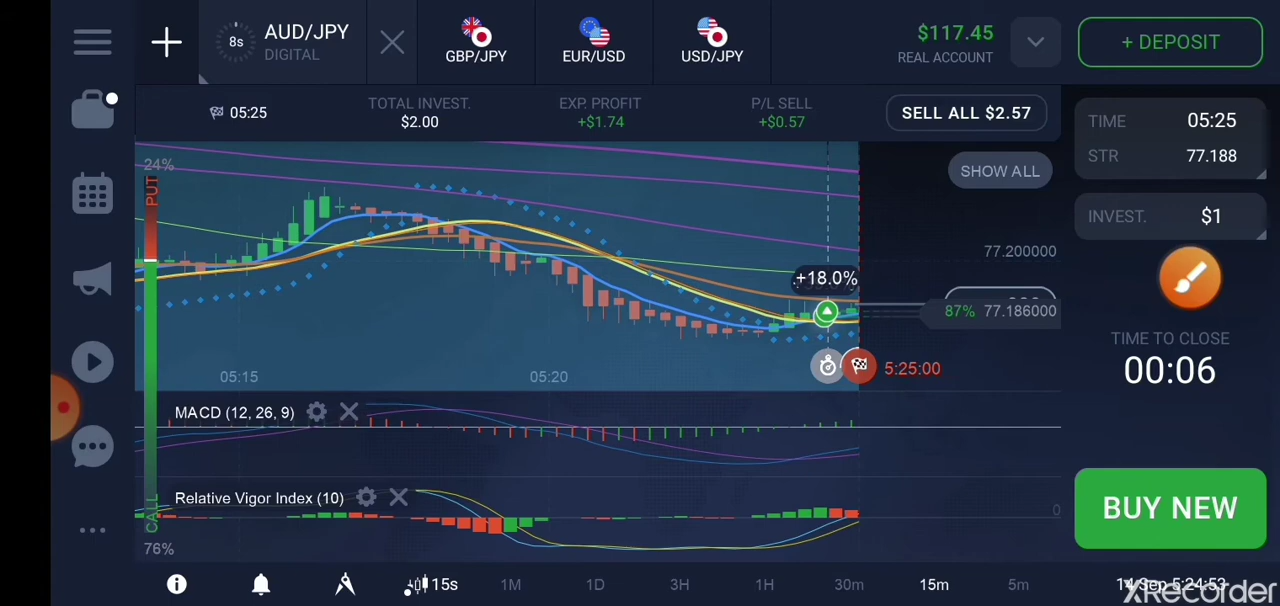 8s
AUD/JPY
DIGITAL
GBP/JPY
EUR/USD
USD/JPY
$117.45
REAL ACCOUNT
+ DEPOSIT
05:25
TOTAL INVEST.
$2.00
EXP. PROFIT
+$1.74
P/L SELL
+$0.57
SELL ALL $2.57
TIME 05:25
STR 77.188
INVEST. $1
TIME TO CLOSE
00:06
BUY NEW
24%
PUT
CALL
76%
SHOW ALL
77.200000
+18.0%
87% 77.186000
05:15
05:20
5:25:00
MACD (12, 26, 9)
Relative Vigor Index (10)
0
15s
1M
1D
3H
1H
30m
15m
5m
14 Sep 5:24:53
XRecorder